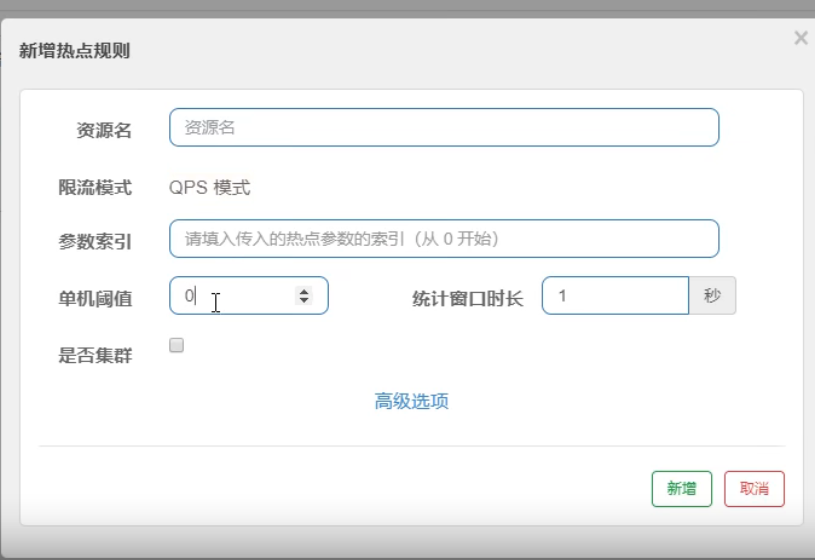 新增热点规则
×
资源名 资源名
限流模式 QPS 模式
参数索引 请填入传入的热点参数的索引（从 0 开始）
单机阈值 0 统计窗口时长 1 秒
是否集群
高级选项
新增 取消